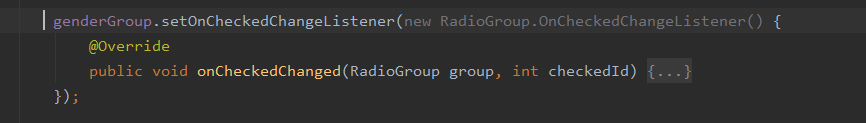 genderGroup.setOnCheckedChangeListener(new RadioGroup.OnCheckedChangeListener() {
@Override
public void onCheckedChanged(RadioGroup group, int checkedId) {...}
});